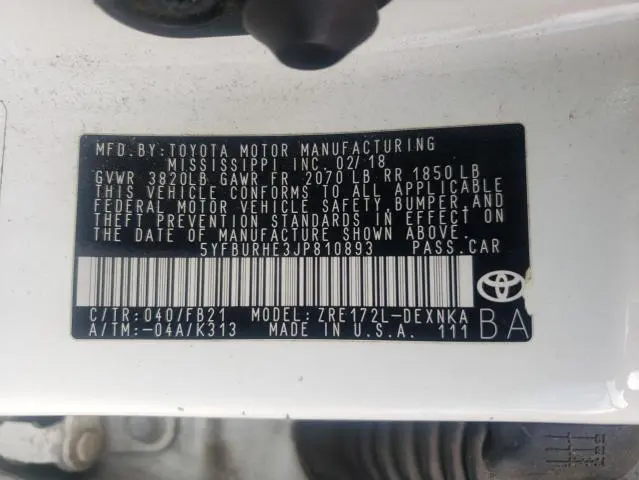 MFD.BY:TOYOTA MOTOR MANUFACTURING
MISSISSIPPI INC. 02/18
GVWR 3820LB GAWR FR 2070 LB RR 1850 LB
THIS VEHICLE CONFORMS TO ALL APPLICABLE
FEDERAL MOTOR VEHICLE SAFETY, BUMPER, AND
THEFT PREVENTION STANDARDS IN EFFECT ON
THE DATE OF MANUFACTURE SHOWN ABOVE.
5YFBURHE3JP810893 PASS.CAR
C/TR:040/FB21 ZRE172L-DEXNKA
A/TM:-04A/K313 MADE IN U.S.A. 111 BA